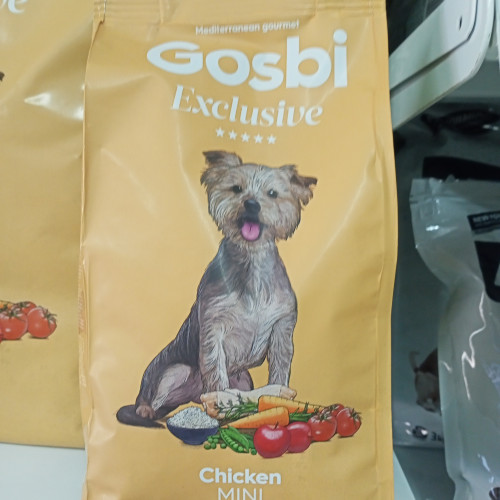 Mediterranean gourmet
Gosbi
Exclusive
Chicken
MINI